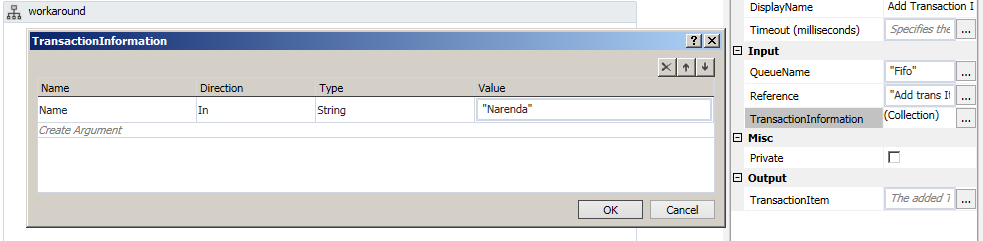 workaround
TransactionInformation
Name Direction Type Value
Name In String "Narenda"
Create Argument
OK Cancel
DisplayName Add Transaction I
Timeout (milliseconds) Specifies the ...
Input
QueueName "Fifo" ...
Reference "Add trans It ...
TransactionInformation (Collection) ...
Misc
Private
Output
TransactionItem The added T ...